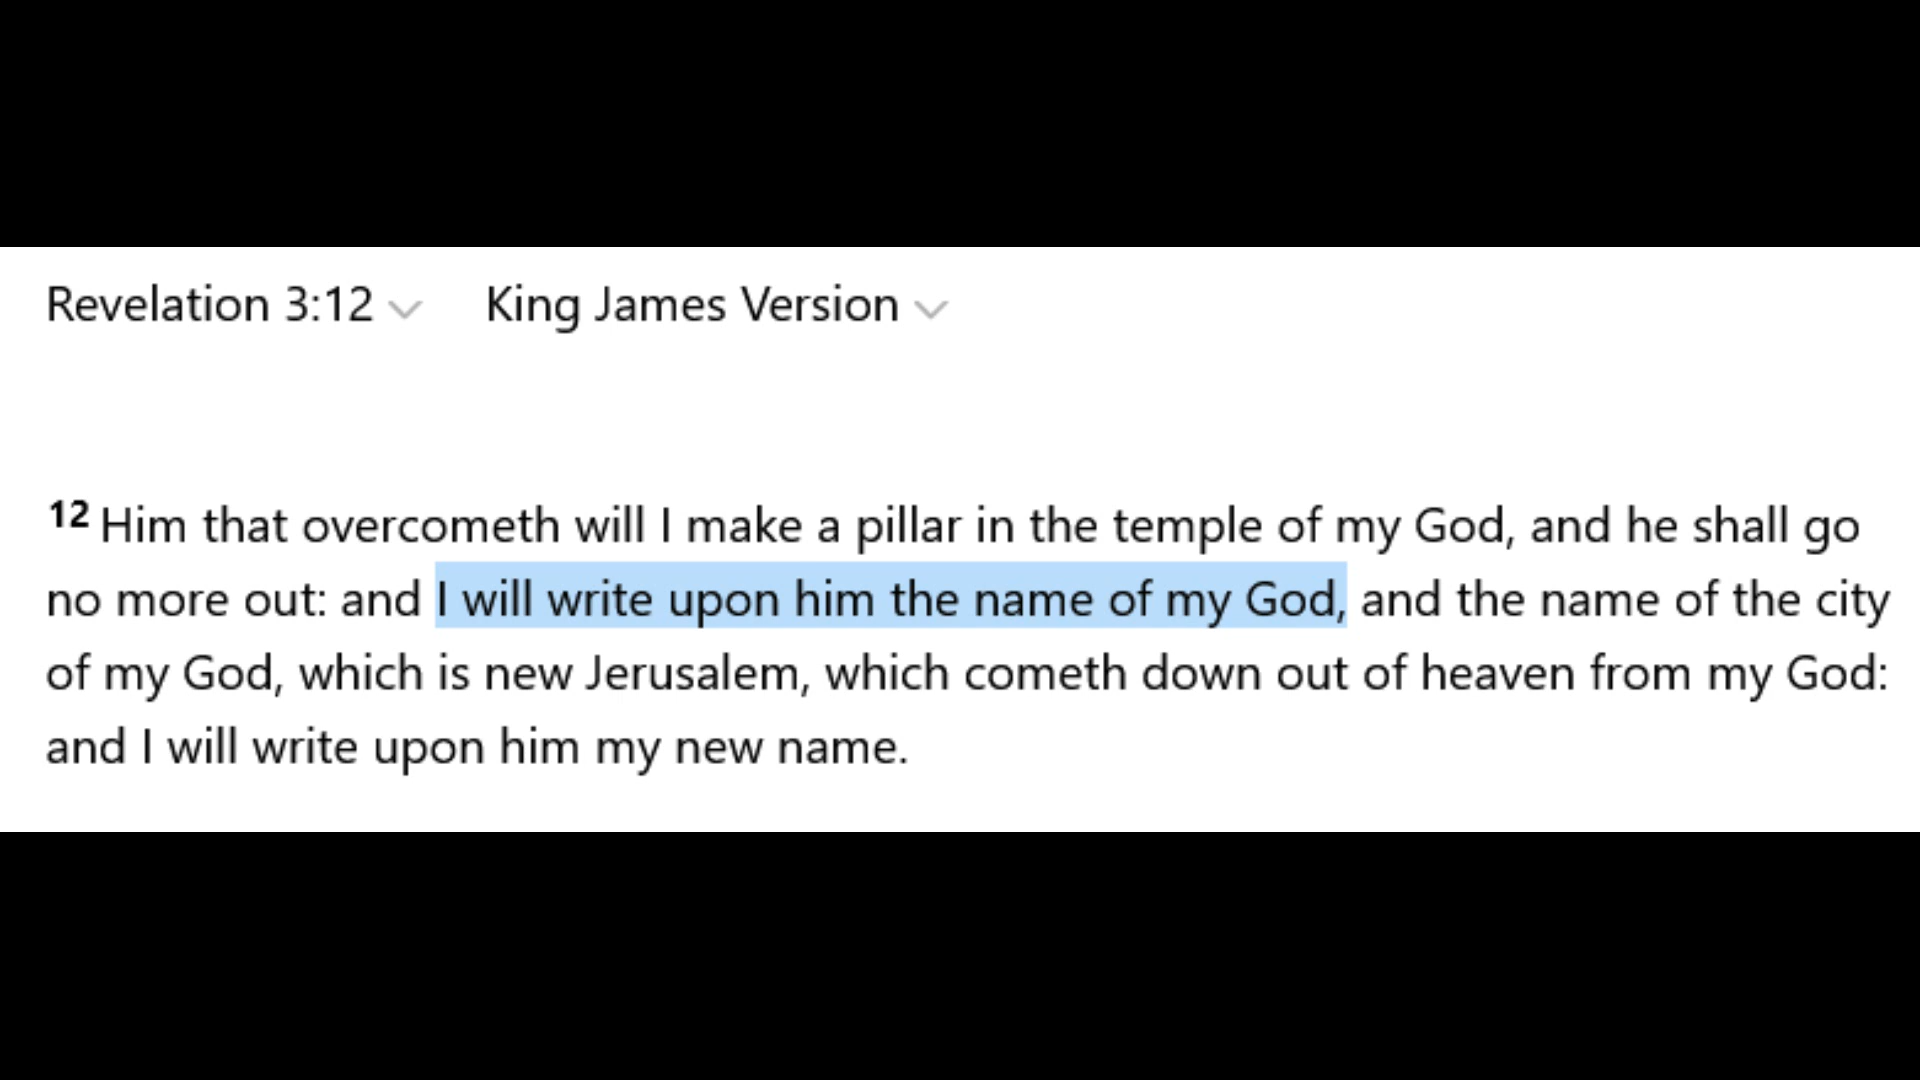 Revelation 3:12 King James Version
12 Him that overcometh will I make a pillar in the temple of my God, and he shall go
no more out: and I will write upon him the name of my God, and the name of the city
of my God, which is new Jerusalem, which cometh down out of heaven from my God:
and I will write upon him my new name.